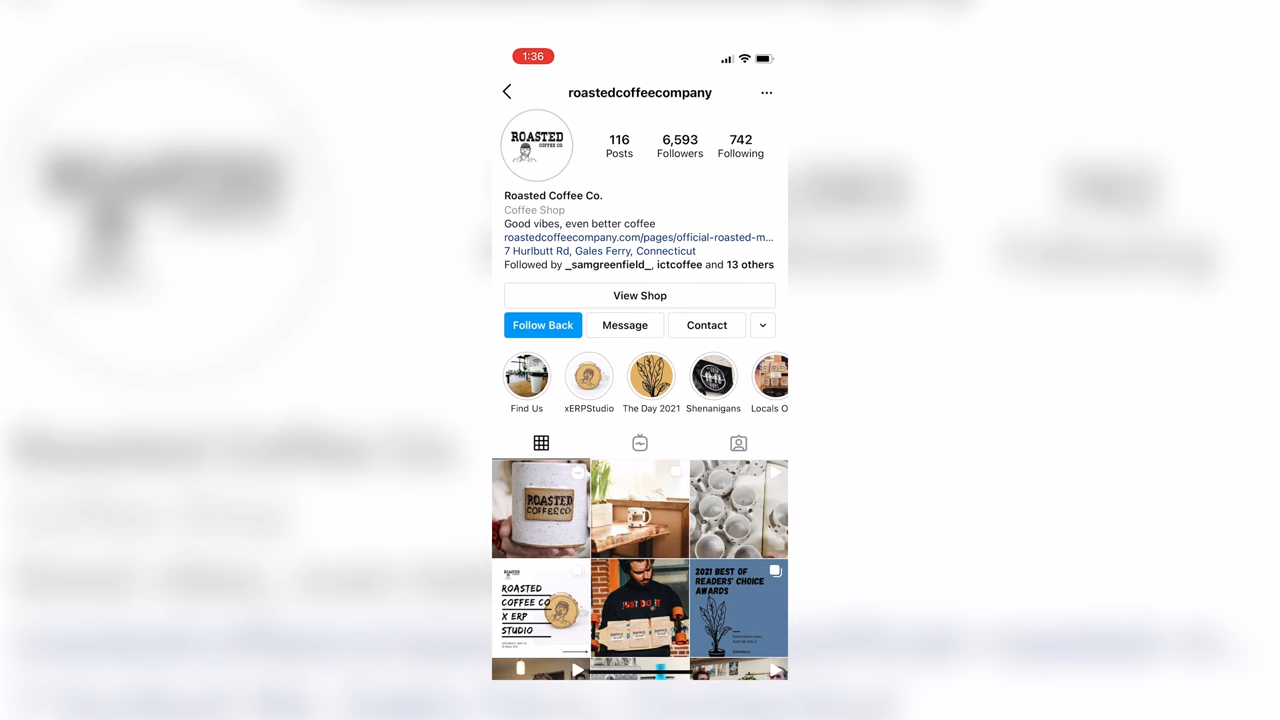 1:36
roastedcoffeecompany
ROASTED
COFFEE CO.
116
6,593
742
Posts
Followers
Following
Roasted Coffee Co.
Coffee Shop
Good vibes, even better coffee
roastedcoffeecompany.com/pages/official-roasted-m...
7 Hurlbutt Rd, Gales Ferry, Connecticut
Followed by _samgreenfield_, ictcoffee and 13 others
View Shop
Follow Back
Message
Contact
Find Us
xERPStudio
The Day 2021
Shenanigans
Locals O
ROASTED
COFFEE CO
ROASTED
COFFEE CO
X ERP
STUDIO
JUST DO IT
2021 BEST OF
READERS' CHOICE
AWARDS